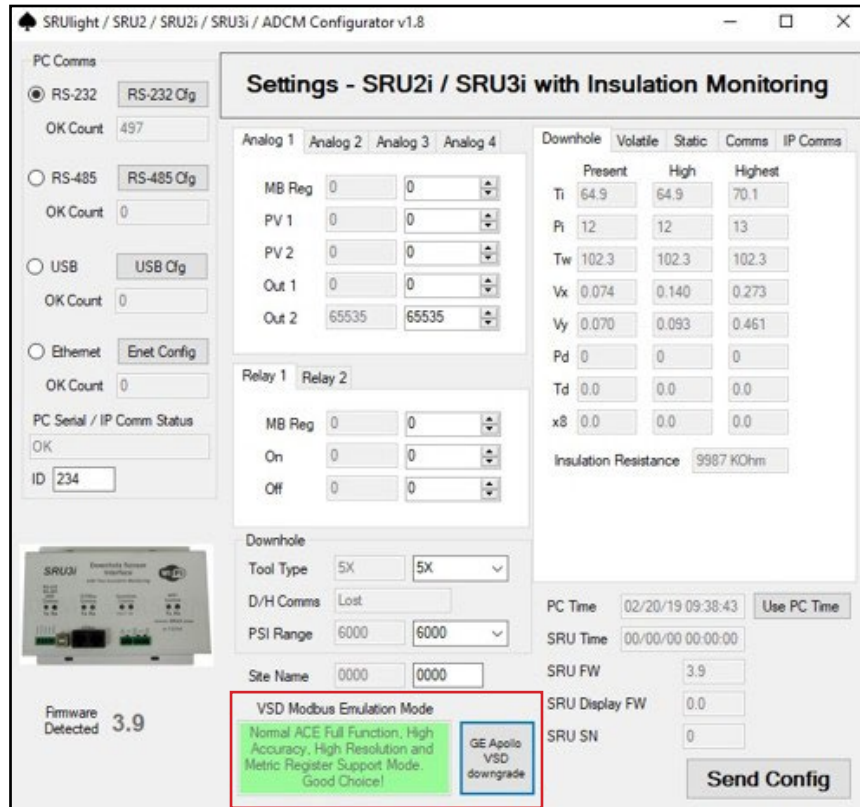 SRUlight / SRU2 / SRU2i / SRU3i / ADCM Configurator v1.8
PC Comms
RS-232 RS-232 Cfg
OK Count 497
RS-485 RS-485 Cfg
OK Count 0
USB USB Cfg
OK Count 0
Ethernet Enet Config
OK Count 0
PC Serial / IP Comm Status
OK
ID 234
SRU3i Downhole Sensor
Interface
WiFi
Firmware
Detected 3.9
Settings - SRU2i / SRU3i with Insulation Monitoring
Analog 1 Analog 2 Analog 3 Analog 4
MB Reg 0 0
PV 1 0 0
PV 2 0 0
Out 1 0 0
Out 2 65535 65535
Relay 1 Relay 2
MB Reg 0 0
On 0 0
Off 0 0
Downhole
Tool Type 5X 5X
D/H Comms Lost
PSI Range 6000 6000
Site Name 0000 0000
VSD Modbus Emulation Mode
Normal ACE Full Function, High
Accuracy, High Resolution and
Metric Register Support Mode.
Good Choice!
GE Apollo
VSD
downgrade
Downhole Volatile Static Comms IP Comms
Present High Highest
Ti 64.9 64.9 70.1
Pi 12 12 13
Tw 102.3 102.3 102.3
Vx 0.074 0.140 0.273
Vy 0.070 0.093 0.461
Pd 0 0 0
Td 0.0 0.0 0.0
x8 0.0 0.0 0.0
Insulation Resistance 9987 KOhm
PC Time 02/20/19 09:38:43 Use PC Time
SRU Time 00/00/00 00:00:00
SRU FW 3.9
SRU Display FW 0.0
SRU SN 0
Send Config